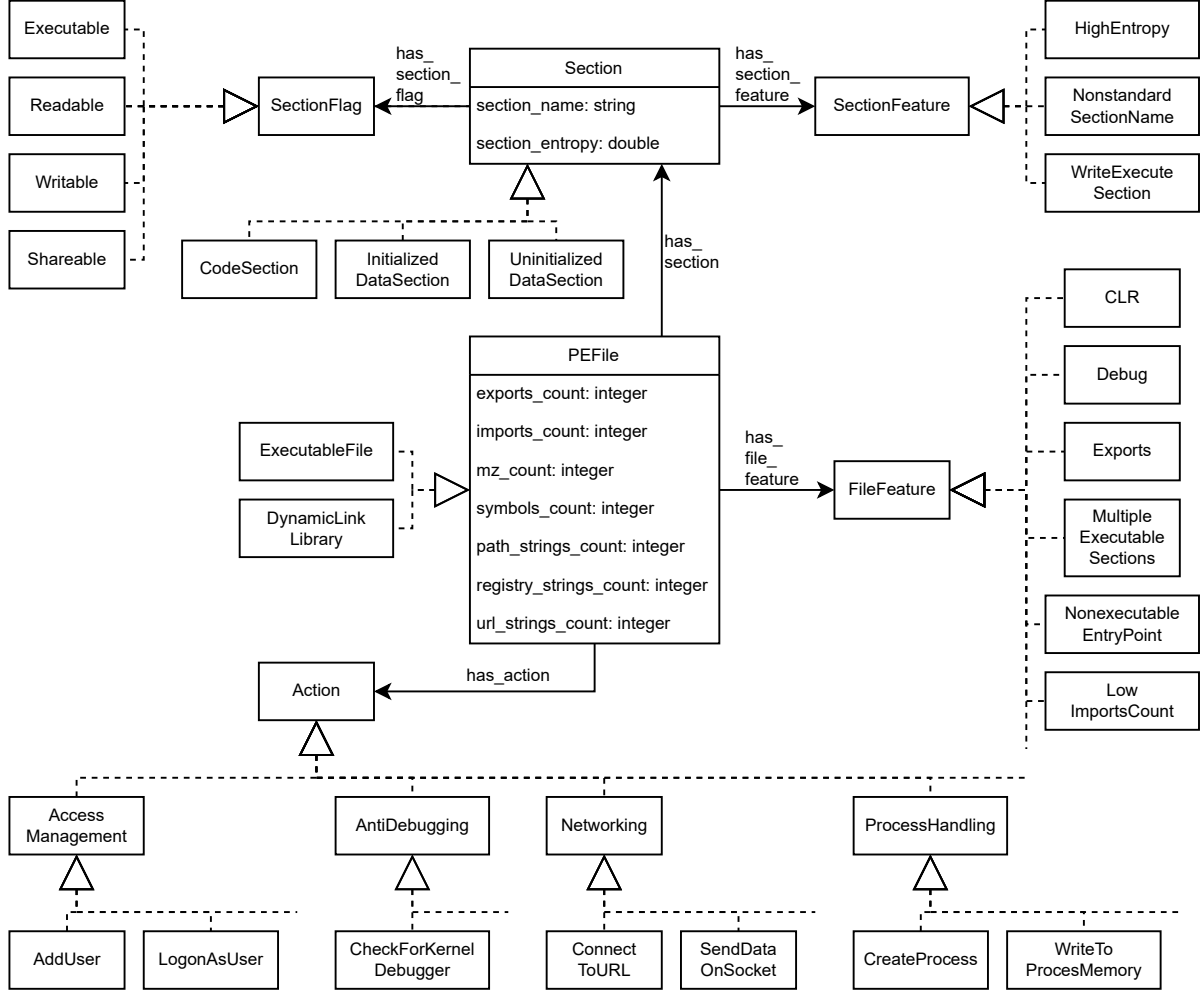 Executable
Readable
Writable
Shareable
SectionFlag
has_
section_
flag
Section
section_name: string
section_entropy: double
has_
section_
feature
SectionFeature
HighEntropy
Nonstandard
SectionName
WriteExecute
Section
CodeSection
Initialized
DataSection
Uninitialized
DataSection
has_
section
PEFile
exports_count: integer
imports_count: integer
mz_count: integer
symbols_count: integer
path_strings_count: integer
registry_strings_count: integer
url_strings_count: integer
ExecutableFile
DynamicLink
Library
has_
file_
feature
FileFeature
CLR
Debug
Exports
Multiple
Executable
Sections
Nonexecutable
EntryPoint
Low
ImportsCount
has_action
Action
Access
Management
AntiDebugging
Networking
ProcessHandling
AddUser
LogonAsUser
CheckForKernel
Debugger
Connect
ToURL
SendData
OnSocket
CreateProcess
WriteTo
ProcesMemory